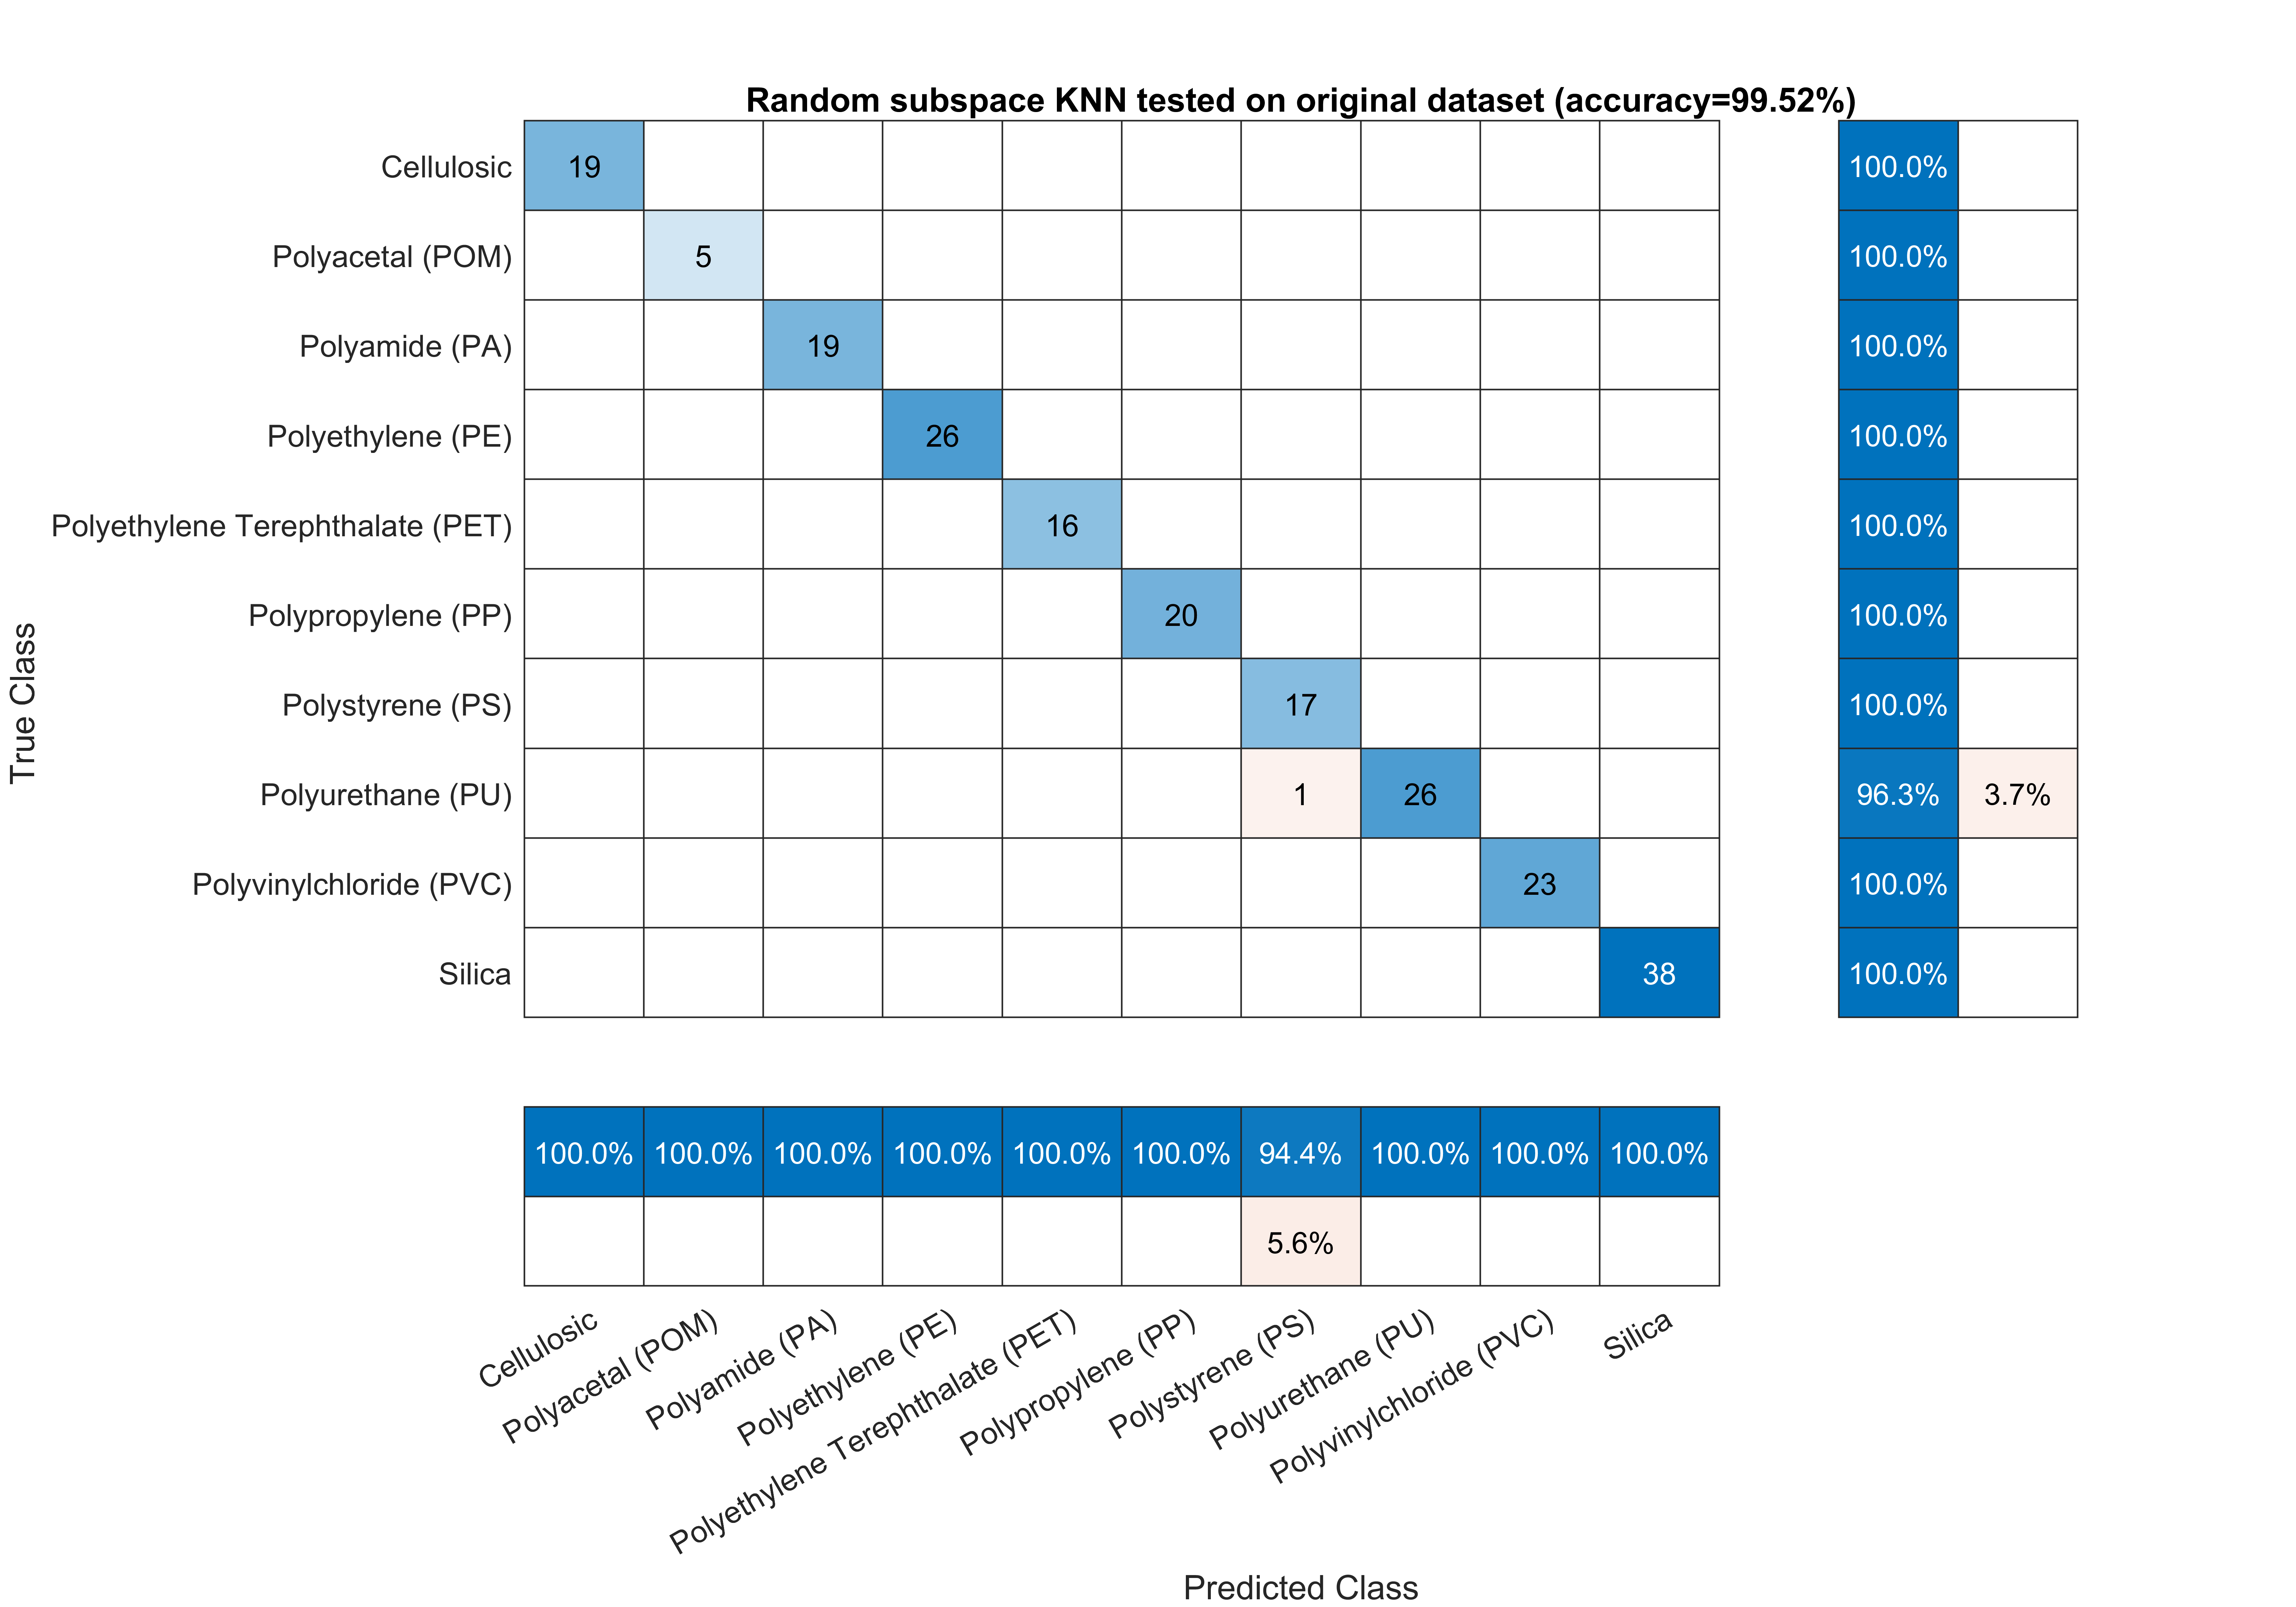 Random subspace KNN tested on original dataset (accuracy=99.52%)
Cellulosic 19 100.0%
Polyacetal (POM) 5 100.0%
Polyamide (PA) 19 100.0%
Polyethylene (PE) 26 100.0%
Polyethylene Terephthalate (PET) 16 100.0%
Polypropylene (PP) 20 100.0%
Polystyrene (PS) 17 100.0%
Polyurethane (PU) 1 26 96.3% 3.7%
Polyvinylchloride (PVC) 23 100.0%
Silica 38 100.0%
True Class
100.0% 100.0% 100.0% 100.0% 100.0% 100.0% 94.4% 100.0% 100.0% 100.0%
5.6%
Cellulosic
Polyacetal (POM)
Polyamide (PA)
Polyethylene (PE)
Polyethylene Terephthalate (PET)
Polypropylene (PP)
Polystyrene (PS)
Polyurethane (PU)
Polyvinylchloride (PVC)
Silica
Predicted Class